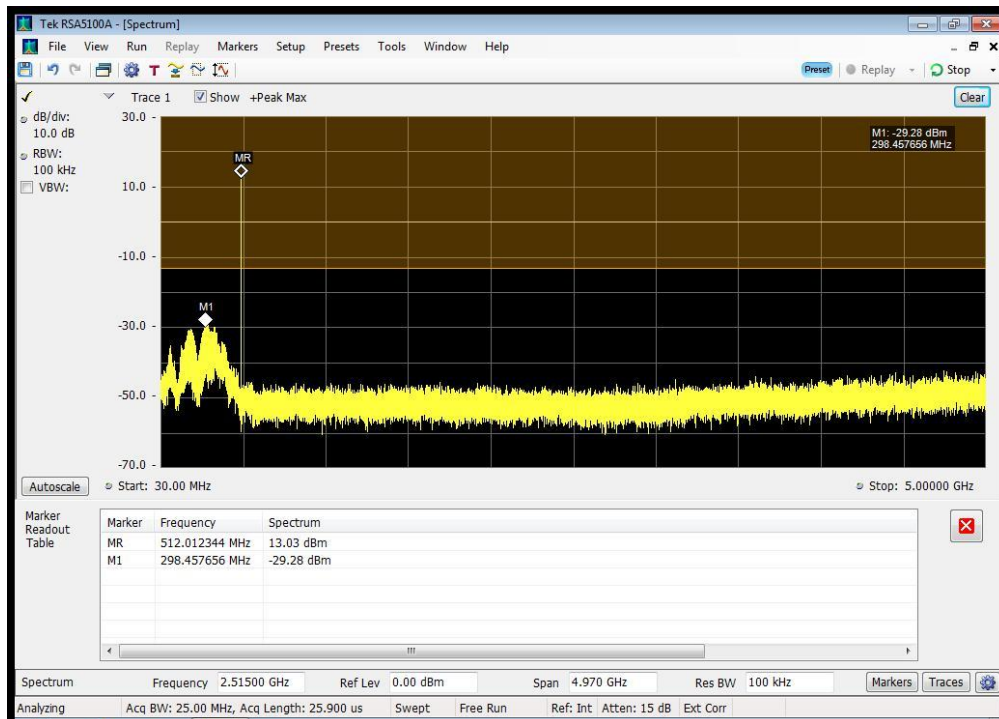 Tek RSA5100A - [Spectrum]
File View Run Replay Markers Setup Presets Tools Window Help
T Preset Replay Stop
Trace 1 Show +Peak Max Clear
dB/div:
10.0 dB
RBW:
100 kHz
VBW:
30.0
10.0
-10.0
-30.0
-50.0
-70.0
MR
M1
M1: -29.28 dBm
298.457656 MHz
Autoscale Start: 30.00 MHz Stop: 5.00000 GHz
Marker
Readout
Table
Marker Frequency Spectrum
MR 512.012344 MHz 13.03 dBm
M1 298.457656 MHz -29.28 dBm
Spectrum Frequency 2.51500 GHz Ref Lev 0.00 dBm Span 4.970 GHz Res BW 100 kHz Markers Traces
Analyzing Acq BW: 25.00 MHz, Acq Length: 25.900 us Swept Free Run Ref: Int Atten: 15 dB Ext Corr